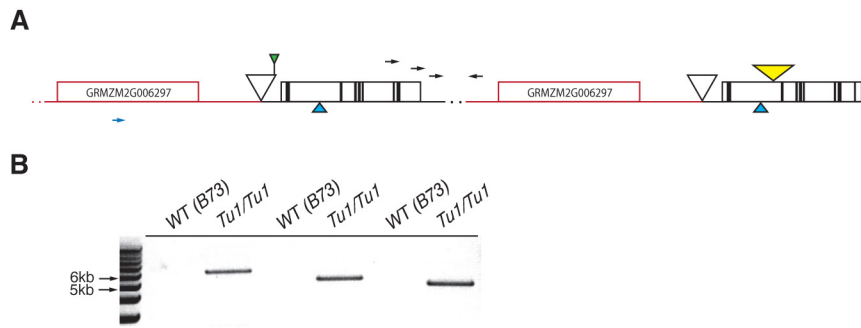 A
GRMZM2G006297
GRMZM2G006297
B
WT (B73)
Tu1/Tu1
WT (B73)
Tu1/Tu1
WT (B73)
Tu1/Tu1
6kb
5kb